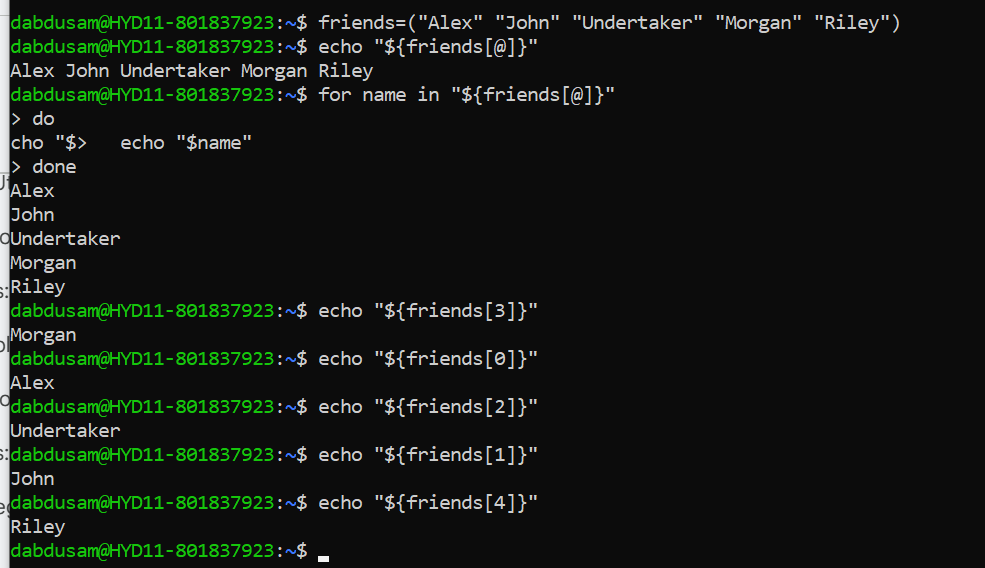 dabdusam@HYD11-801837923:~$ friends=("Alex" "John" "Undertaker" "Morgan" "Riley")
dabdusam@HYD11-801837923:~$ echo "${friends[@]}"
Alex John Undertaker Morgan Riley
dabdusam@HYD11-801837923:~$ for name in "${friends[@]}"
> do
cho "$>   echo "$name"
> done
Alex
John
Undertaker
Morgan
Riley
dabdusam@HYD11-801837923:~$ echo "${friends[3]}"
Morgan
dabdusam@HYD11-801837923:~$ echo "${friends[0]}"
Alex
dabdusam@HYD11-801837923:~$ echo "${friends[2]}"
Undertaker
dabdusam@HYD11-801837923:~$ echo "${friends[1]}"
John
dabdusam@HYD11-801837923:~$ echo "${friends[4]}"
Riley
dabdusam@HYD11-801837923:~$